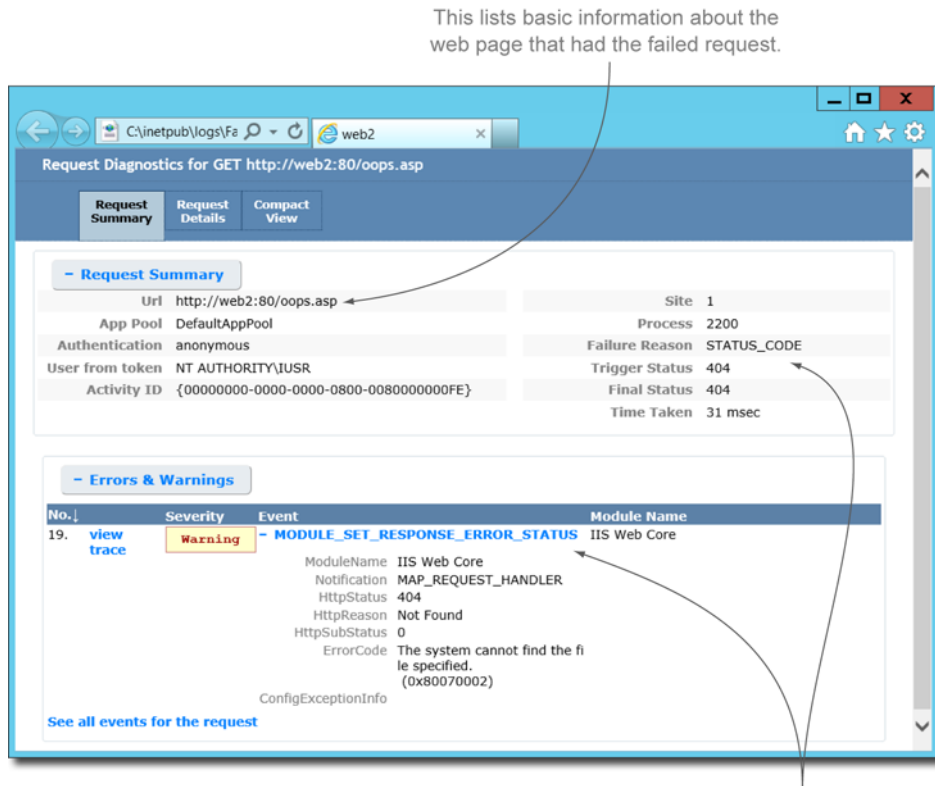 This lists basic information about the
web page that had the failed request.
C:\inetpub\logs\Fa
web2
Request Diagnostics for GET http://web2:80/oops.asp
Request Summary
Request Details
Compact View
− Request Summary
Url http://web2:80/oops.asp
Site 1
App Pool DefaultAppPool
Process 2200
Authentication anonymous
Failure Reason STATUS_CODE
User from token NT AUTHORITY\IUSR
Trigger Status 404
Activity ID {00000000-0000-0000-0800-0080000000FE}
Final Status 404
Time Taken 31 msec
− Errors & Warnings
No.↓ Severity Event Module Name
19. view trace Warning − MODULE_SET_RESPONSE_ERROR_STATUS IIS Web Core
ModuleName IIS Web Core
Notification MAP_REQUEST_HANDLER
HttpStatus 404
HttpReason Not Found
HttpSubStatus 0
ErrorCode The system cannot find the fi
le specified.
(0x80070002)
ConfigExceptionInfo
See all events for the request